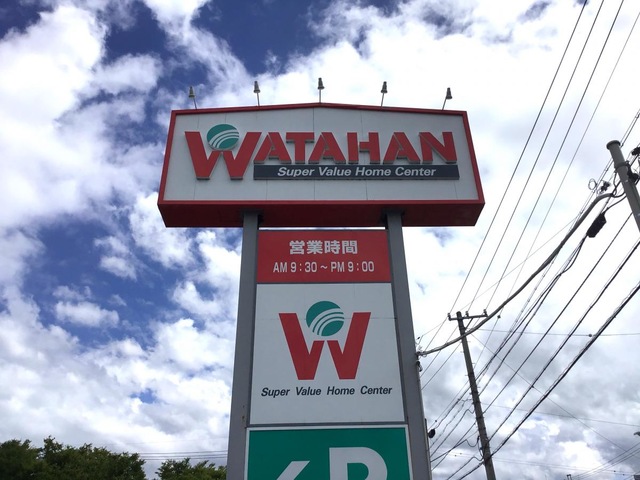 WATAHAN
Super Value Home Center
営業時間
AM 9：30～PM 9：00
W
Super Value Home Center
P